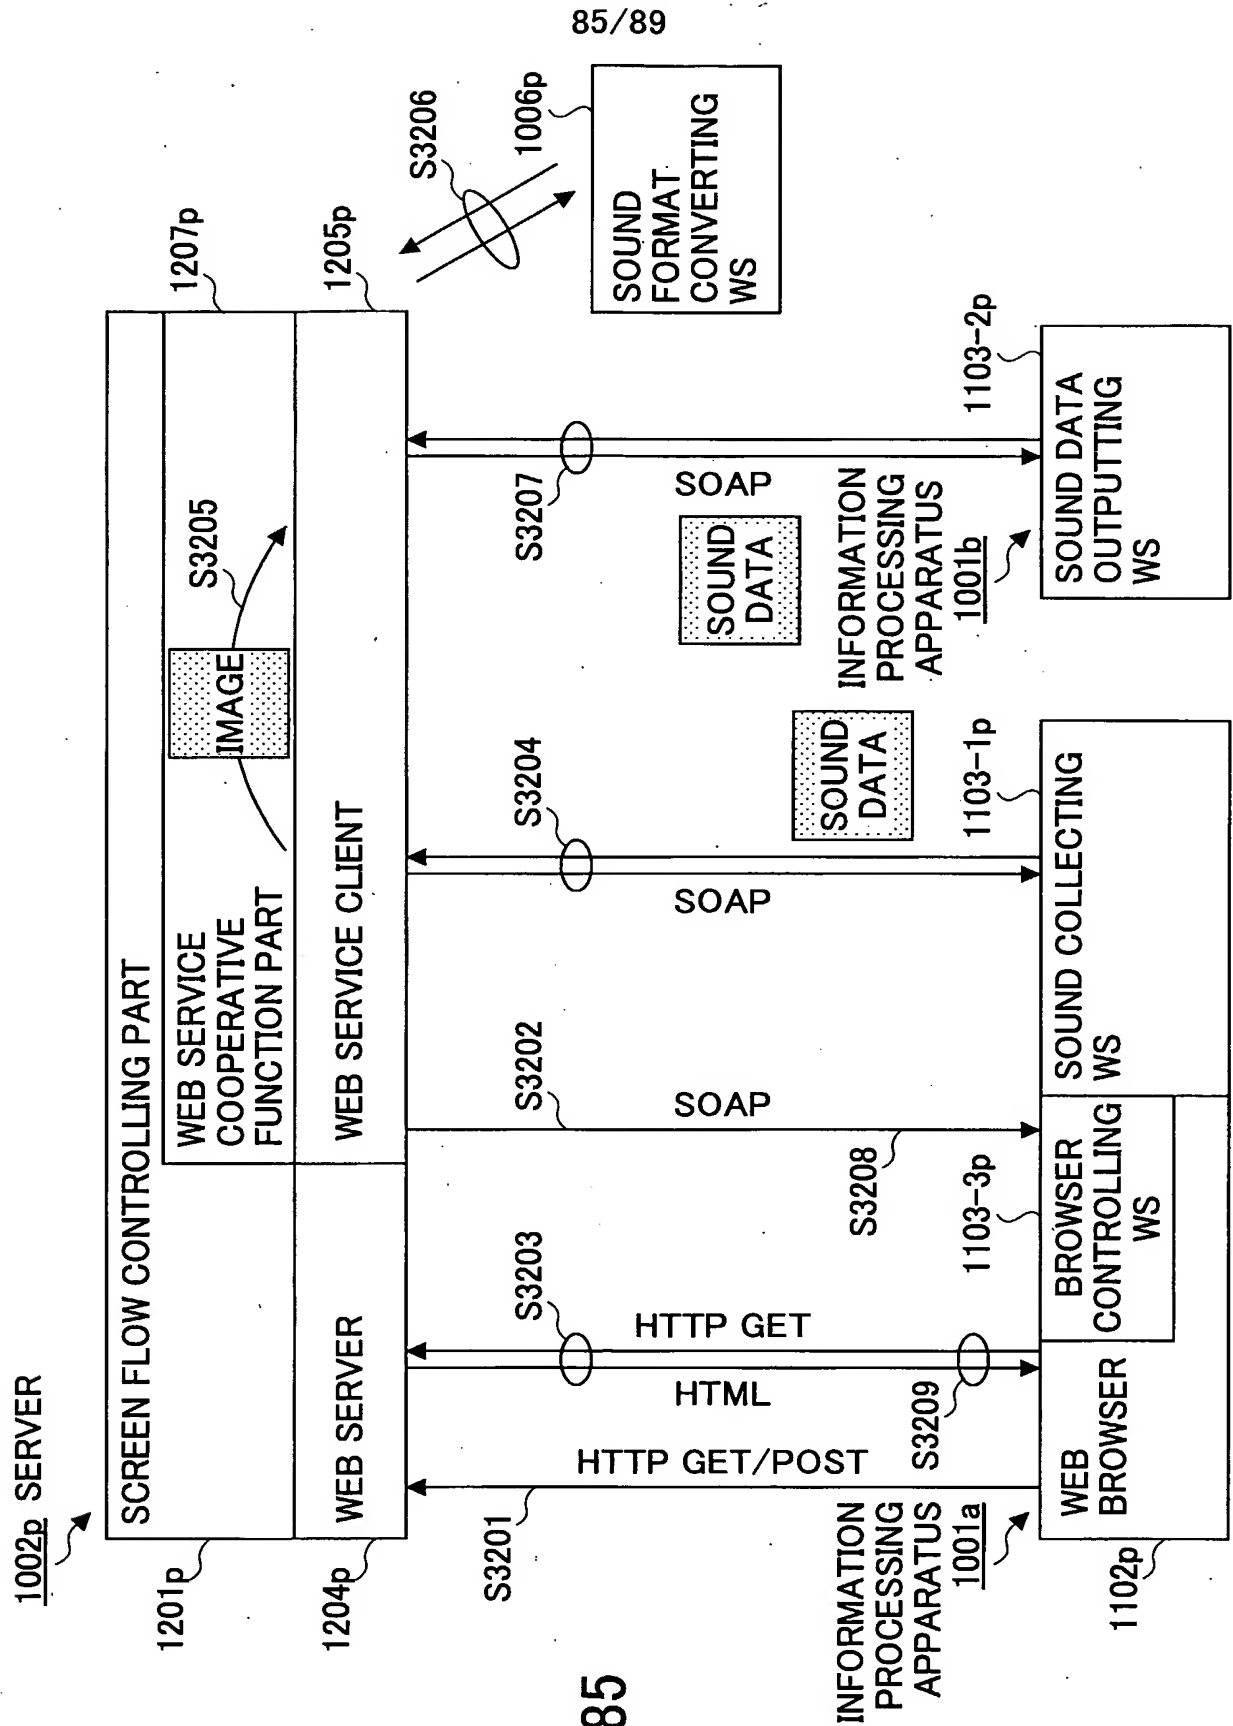 85/89
1002p SERVER
1201p
SCREEN FLOW CONTROLLING PART
1207p
WEB SERVICE
COOPERATIVE
FUNCTION PART
IMAGE
S3205
1204p
WEB SERVER
WEB SERVICE CLIENT
1205p
S3206
1006p
SOUND
FORMAT
CONVERTING
WS
S3201
HTTP GET/POST
S3203
HTTP GET
HTML
S3209
S3202
SOAP
S3208
S3204
SOAP
SOUND
DATA
S3207
SOAP
SOUND
DATA
INFORMATION
PROCESSING
APPARATUS
1001a
1102p
WEB
BROWSER
1103-3p
BROWSER
CONTROLLING
WS
1103-1p
SOUND COLLECTING
WS
INFORMATION
PROCESSING
APPARATUS
1001b
1103-2p
SOUND DATA
OUTPUTTING
WS
85